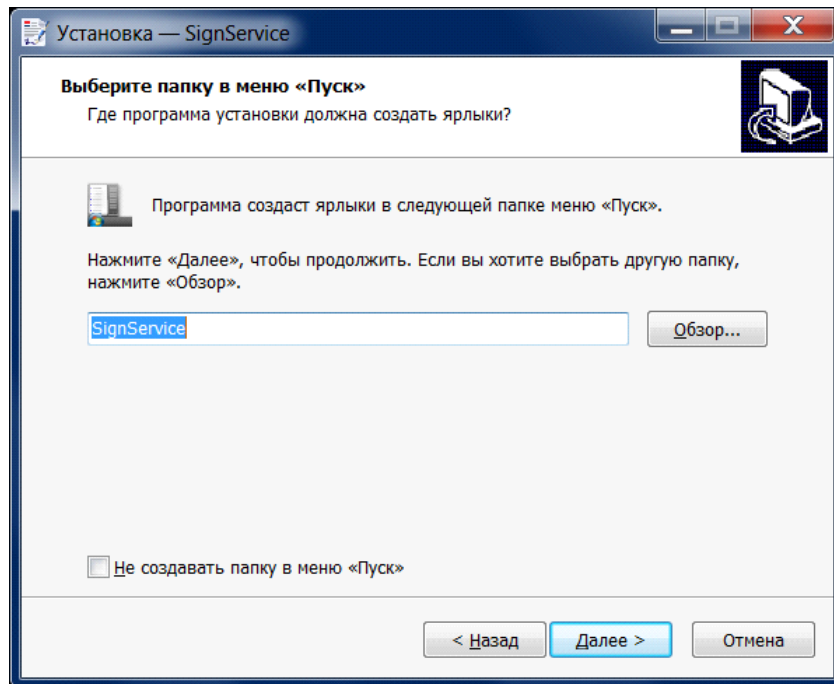 Установка — SignService
Выберите папку в меню «Пуск»
Где программа установки должна создать ярлыки?
Программа создаст ярлыки в следующей папке меню «Пуск».
Нажмите «Далее», чтобы продолжить. Если вы хотите выбрать другую папку,
нажмите «Обзор».
SignService
Обзор...
Не создавать папку в меню «Пуск»
< Назад
Далее >
Отмена